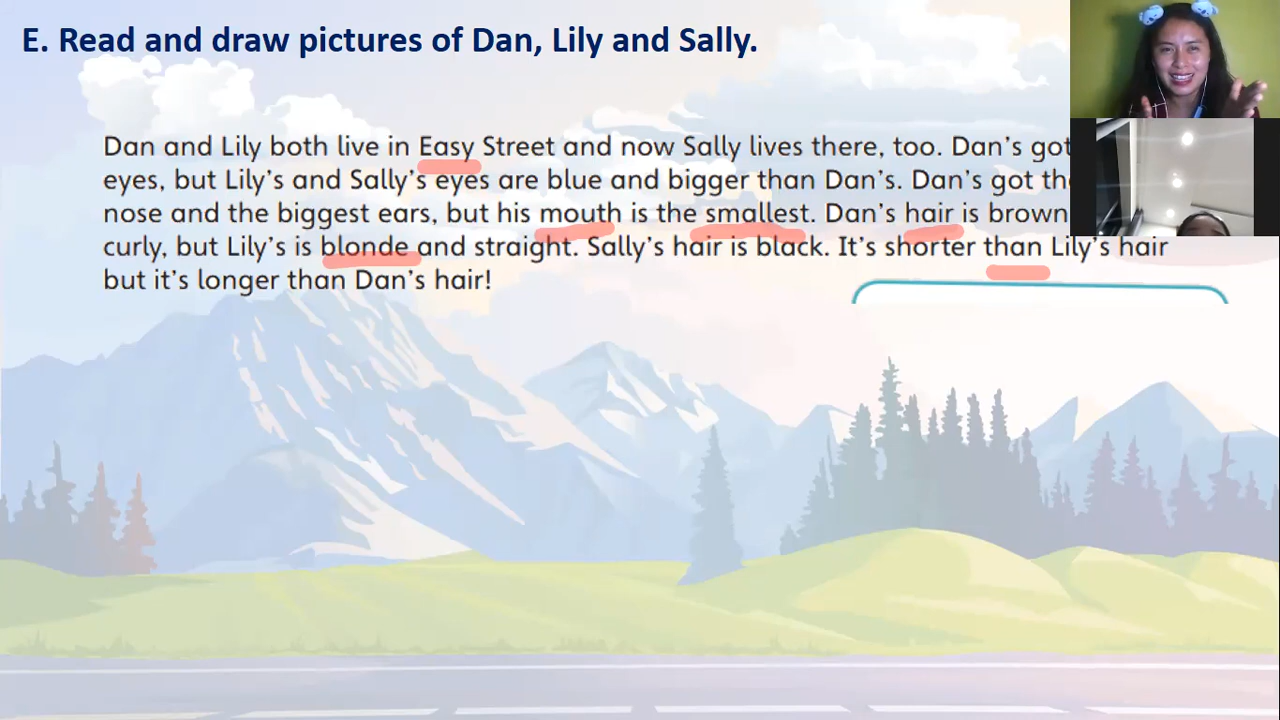 E. Read and draw pictures of Dan, Lily and Sally.
Dan and Lily both live in Easy Street and now Sally lives there, too. Dan's got
eyes, but Lily's and Sally's eyes are blue and bigger than Dan's. Dan's got
nose and the biggest ears, but his mouth is the smallest. Dan's hair is brown
curly, but Lily's is blonde and straight. Sally's hair is black. It's shorter than Lily's hair
but it's longer than Dan's hair!